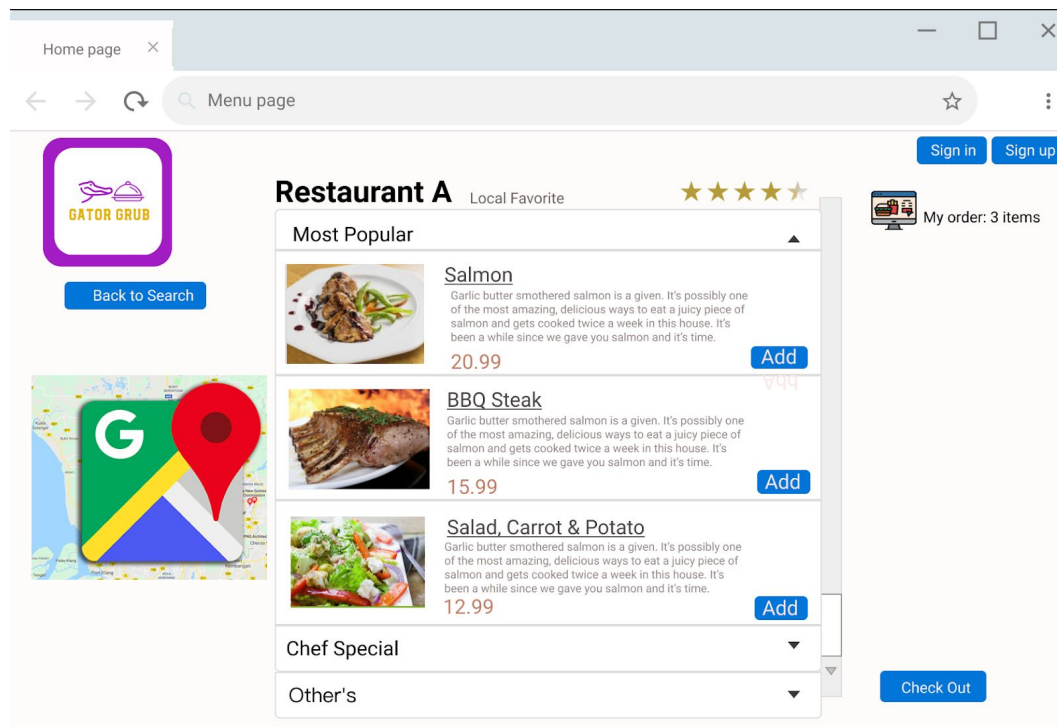 Home page
Menu page
Sign in
Sign up
GATOR GRUB
Restaurant A
Local Favorite
My order: 3 items
Back to Search
Most Popular
Salmon
Garlic butter smothered salmon is a given. It's possibly one
of the most amazing, delicious ways to eat a juicy piece of
salmon and gets cooked twice a week in this house. It's
been a while since we gave you salmon and it's time.
20.99
Add
BBQ Steak
Garlic butter smothered salmon is a given. It's possibly one
of the most amazing, delicious ways to eat a juicy piece of
salmon and gets cooked twice a week in this house. It's
been a while since we gave you salmon and it's time.
15.99
Add
G
Salad, Carrot & Potato
Garlic butter smothered salmon is a given. It's possibly one
of the most amazing, delicious ways to eat a juicy piece of
salmon and gets cooked twice a week in this house. It's
been a while since we gave you salmon and it's time.
12.99
Add
Chef Special
Other's
Check Out